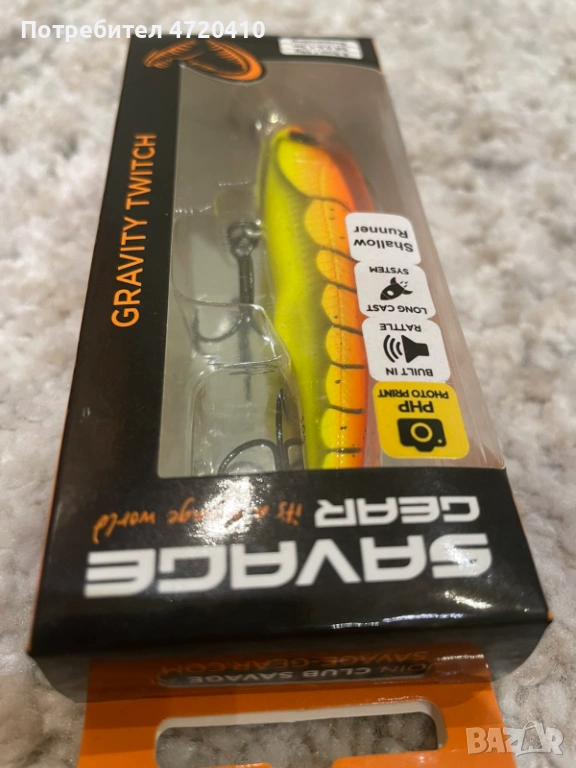 Потребител 4720410
GRAVITY TWITCH
Shallow
Runner
LONG CAST
SYSTEM
BUILT IN
RATTLE
PHP
PHOTO PRINT
SAVAGE
GEAR
it's a savage world
JOIN CLUB SAVAGE
SAVAGE-GEAR.COM
BAZAR